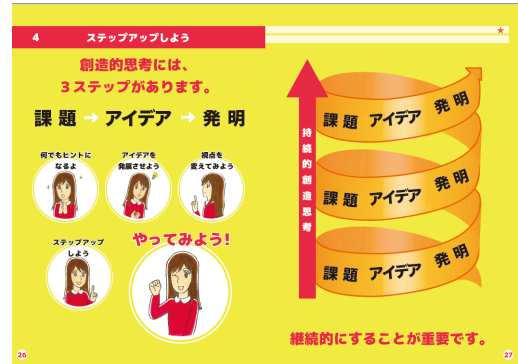 4 ステップアップしよう
創造的思考には、
3ステップがあります。
課題→アイデア→発明
何でもヒントに
なるよ
アイデアを
発展させよう
視点を
変えてみよう
ステップアップ
しよう
やってみよう!
26
持続的創造思考
課題 アイデア 発明
課題 アイデア 発明
課題 アイデア 発明
継続的にすることが重要です。
27